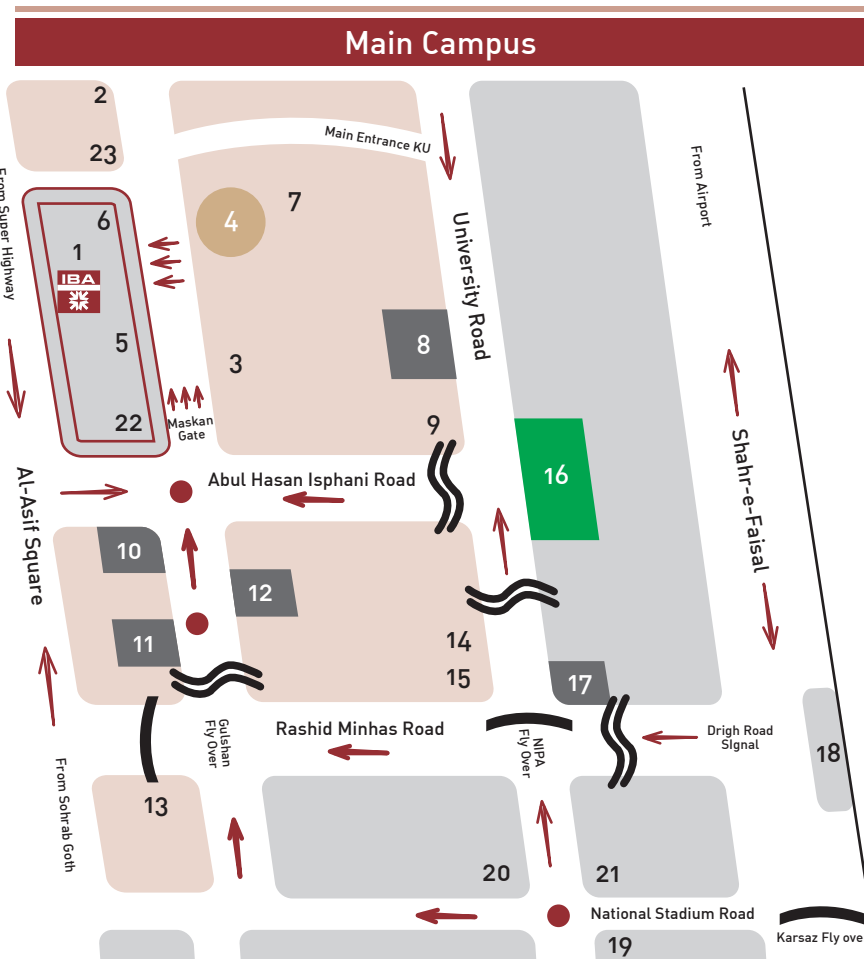 Main Campus
2
23
Main Entrance KU
From Airport
From Super Highway
6
1
IBA
4
7
University Road
8
5
3
22
Maskan
Gate
9
Abul Hasan Isphani Road
16
Shahr-e-Faisal
Al-Asif Square
10
12
11
14
15
17
Gulshan
Fly Over
Rashid Minhas Road
NIPA
Fly Over
Drigh Road
SIgnal
18
From Sohrab Goth
13
20
21
National Stadium Road
19
Karsaz Fly ove